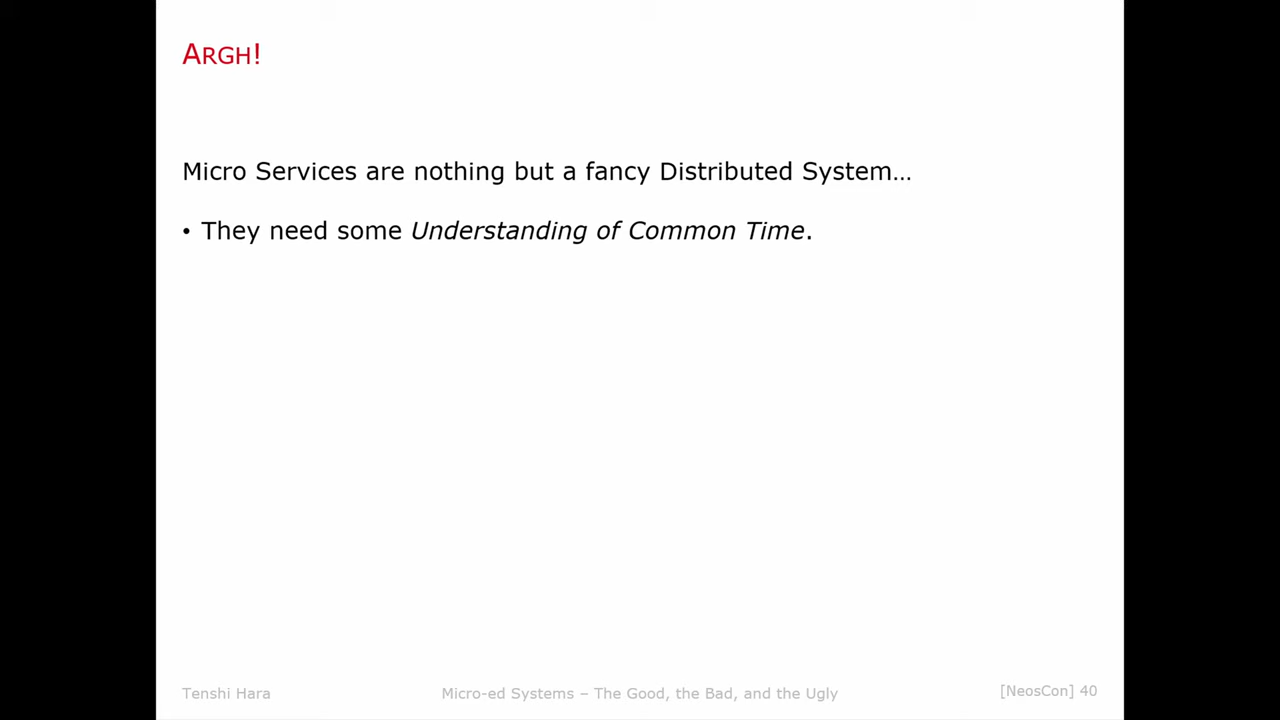 ARGH!
Micro Services are nothing but a fancy Distributed System…
• They need some Understanding of Common Time.
Tenshi Hara
Micro-ed Systems – The Good, the Bad, and the Ugly
[NeosCon] 40